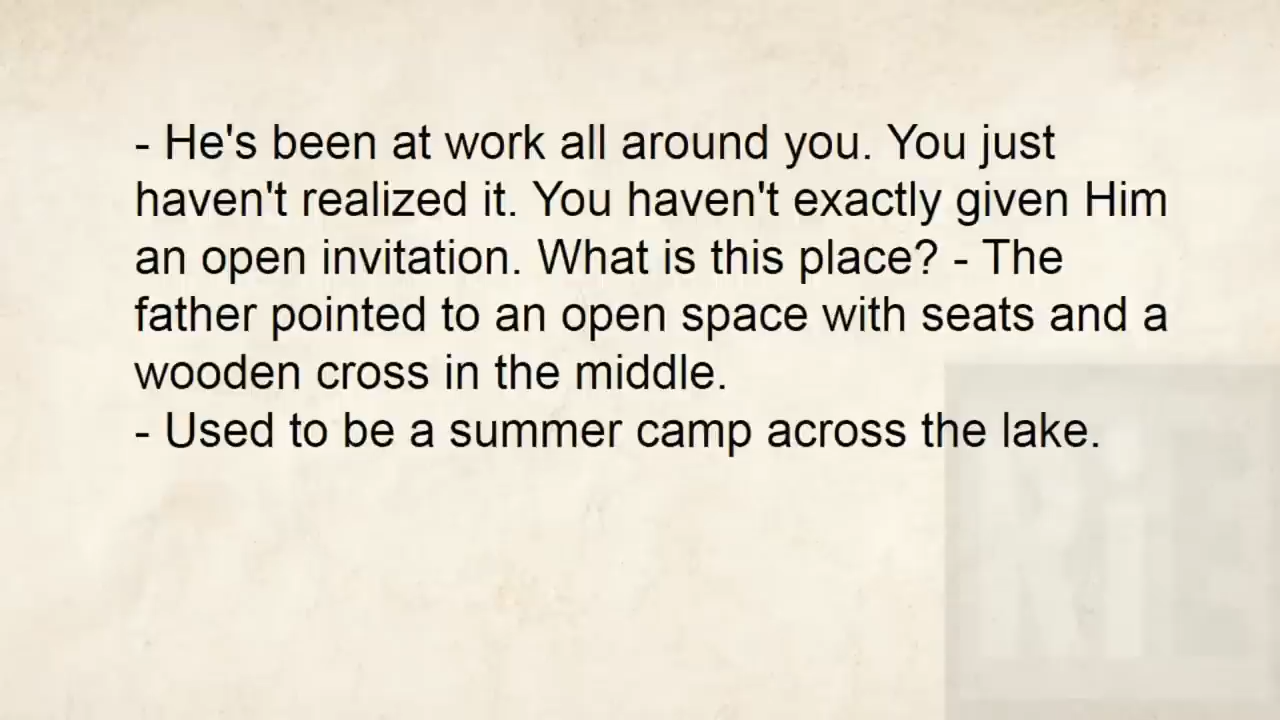 - He's been at work all around you. You just
haven't realized it. You haven't exactly given Him
an open invitation. What is this place? - The
father pointed to an open space with seats and a
wooden cross in the middle.
- Used to be a summer camp across the lake.